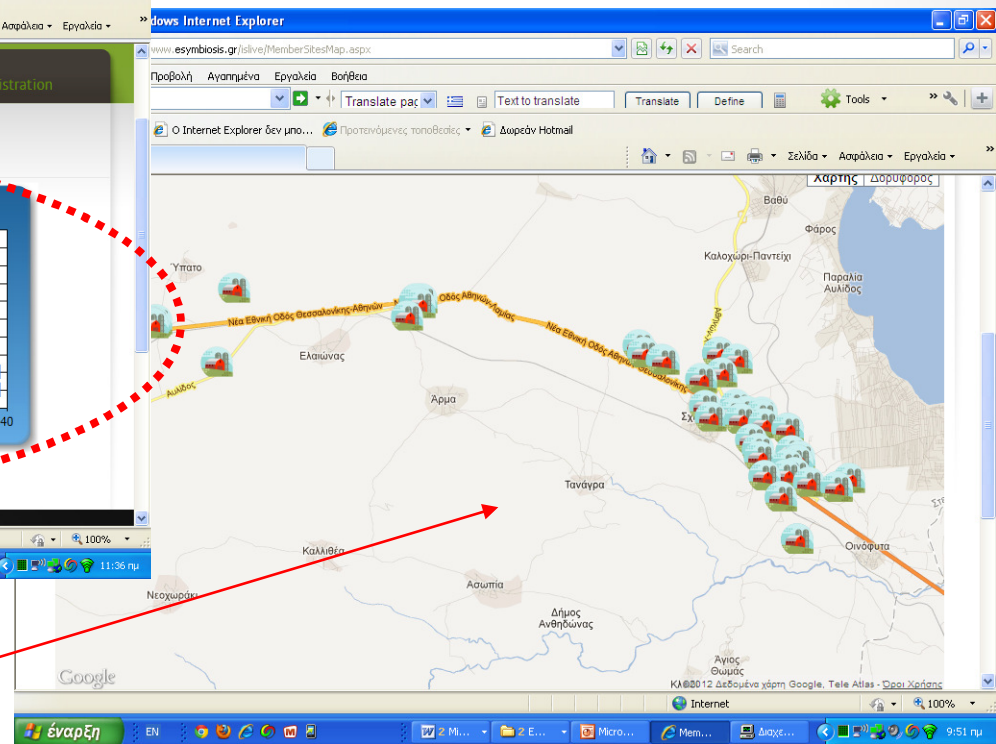 Ασφάλεια Εργαλεία »
istration
40
100%
11:36 πμ
dows Internet Explorer
www.esymbiosis.gr/islive/MemberSitesMap.aspx
Search
Προβολή Αγαπημένα Εργαλεία Βοήθεια
Translate pag Text to translate Translate Define Tools »
Ο Internet Explorer δεν μπο... Προτεινόμενες τοποθεσίες Δωρεάν Hotmail
Σελίδα Ασφάλεια Εργαλεία »
Χάρτης Δορυφόρος
Βαθύ
Φάρος
Καλοχώρι-Παντείχι
Παραλία
Αυλίδος
Ύπατο
Νέα Εθνική Οδός Θεσσαλονίκης-Αθηνών
Οδός Αθηνών-Λαμίας
Νέα Εθνική Οδός Αθηνών-Θεσσαλονίκης
Ελαιώνας
Αυλίδος
Άρμα
Σχ
Τανάγρα
Οινόφυτα
Καλλιθέα
Νεοχωράκι
Ασωπία
Δήμος
Ανθηδώνας
Άγιος
Θωμάς
Google
©2012 Δεδομένα χάρτη Google, Tele Atlas - Όροι Χρήσης
Internet 100%
έναρξη EN 2 Mi... 2 E... Micro... Mem... Διαχε... 9:51 πμ